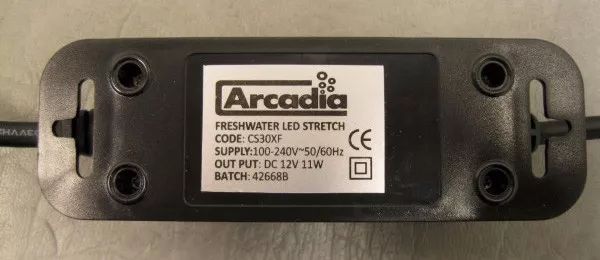 Arcadia
FRESHWATER LED STRETCH
CODE: CS30XF
SUPPLY:100-240V~50/60Hz
OUT PUT: DC 12V 11W
BATCH: 42668B
CE